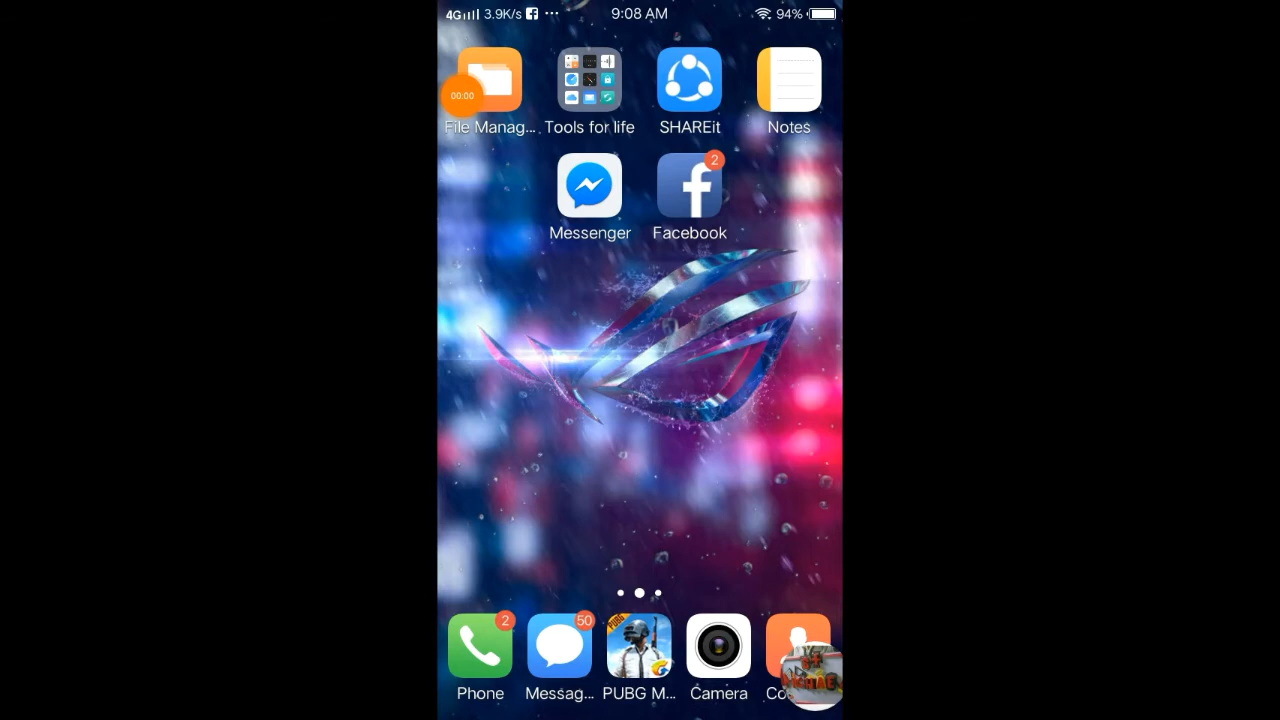 4G 3.9K/s ... 9:08 AM 94%
00:00
File Manag... Tools for life SHAREit Notes
2
Messenger Facebook
2 50
PUBG
Phone Messag... PUBG M... Camera Co